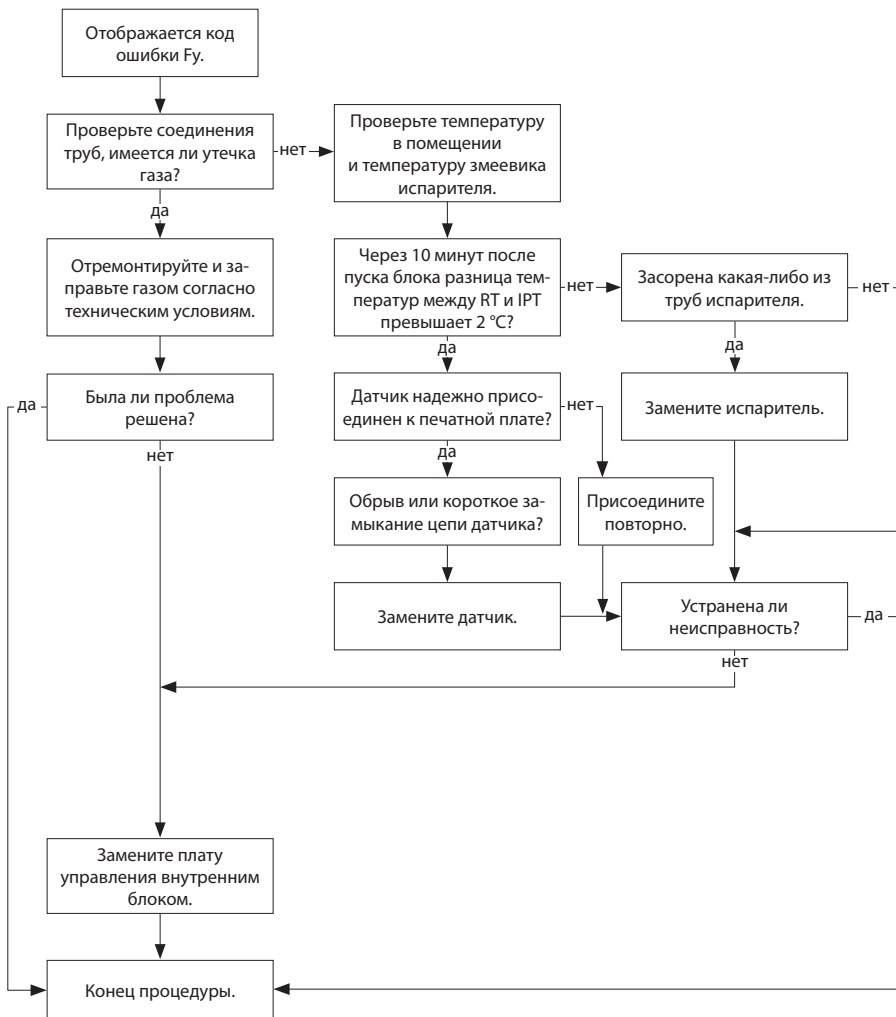 Отображается код
ошибки Fy.
Проверьте соединения
труб, имеется ли утечка
газа?
нет
Проверьте температуру
в помещении
и температуру змеевика
испарителя.
да
Отремонтируйте и за-
правьте газом согласно
техническим условиям.
Через 10 минут после
пуска блока разница тем-
ператур между RT и IPT
превышает 2 °C?
нет
Засорена какая-либо из
труб испарителя.
нет
да
да
да
Была ли проблема
решена?
нет
Датчик надежно присо-
единен к печатной плате?
нет
Замените испаритель.
да
Обрыв или короткое за-
мыкание цепи датчика?
Присоедините
повторно.
Замените датчик.
Устранена ли
неисправность?
да
нет
Замените плату
управления внутренним
блоком.
Конец процедуры.